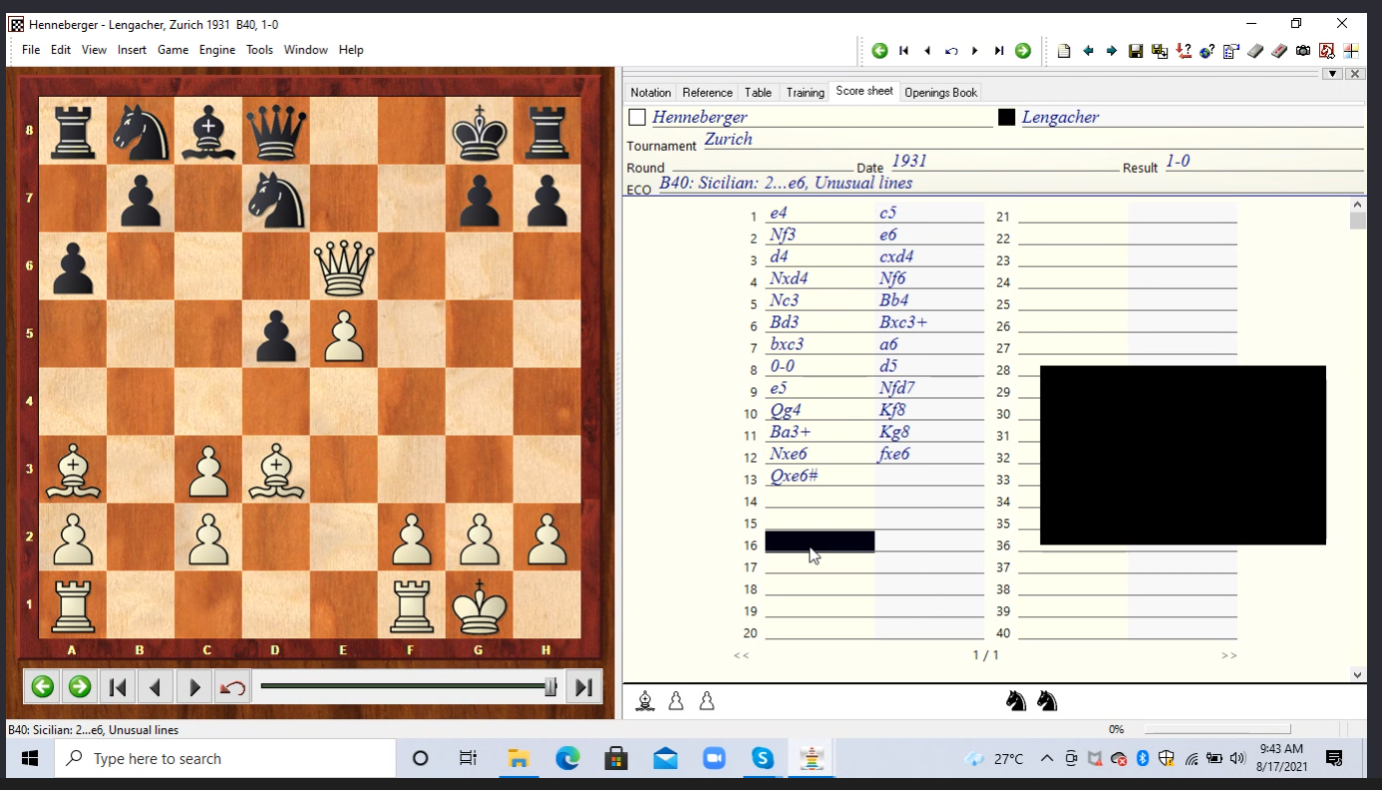 Henneberger - Lengacher, Zurich 1931 B40, 1-0
File Edit View Insert Game Engine Tools Window Help
Notation Reference Table Training Score sheet Openings Book
Henneberger Lengacher
Tournament Zurich
Round Date 1931 Result 1-0
ECO B40: Sicilian: 2...e6, Unusual lines
8
7
6
5
4
3
2
1
A B C D E F G H
1 e4 c5 21
2 Nf3 e6 22
3 d4 cxd4 23
4 Nxd4 Nf6 24
5 Nc3 Bb4 25
6 Bd3 Bxc3+ 26
7 bxc3 a6 27
8 0-0 d5 28
9 e5 Nfd7 29
10 Qg4 Kf8 30
11 Ba3+ Kg8 31
12 Nxe6 fxe6 32
13 Qxe6# 33
14 34
15 35
16 36
17 37
18 38
19 39
20 40
<< 1 / 1 >>
B40: Sicilian: 2...e6, Unusual lines 0%
Type here to search 27°C 9:43 AM
8/17/2021